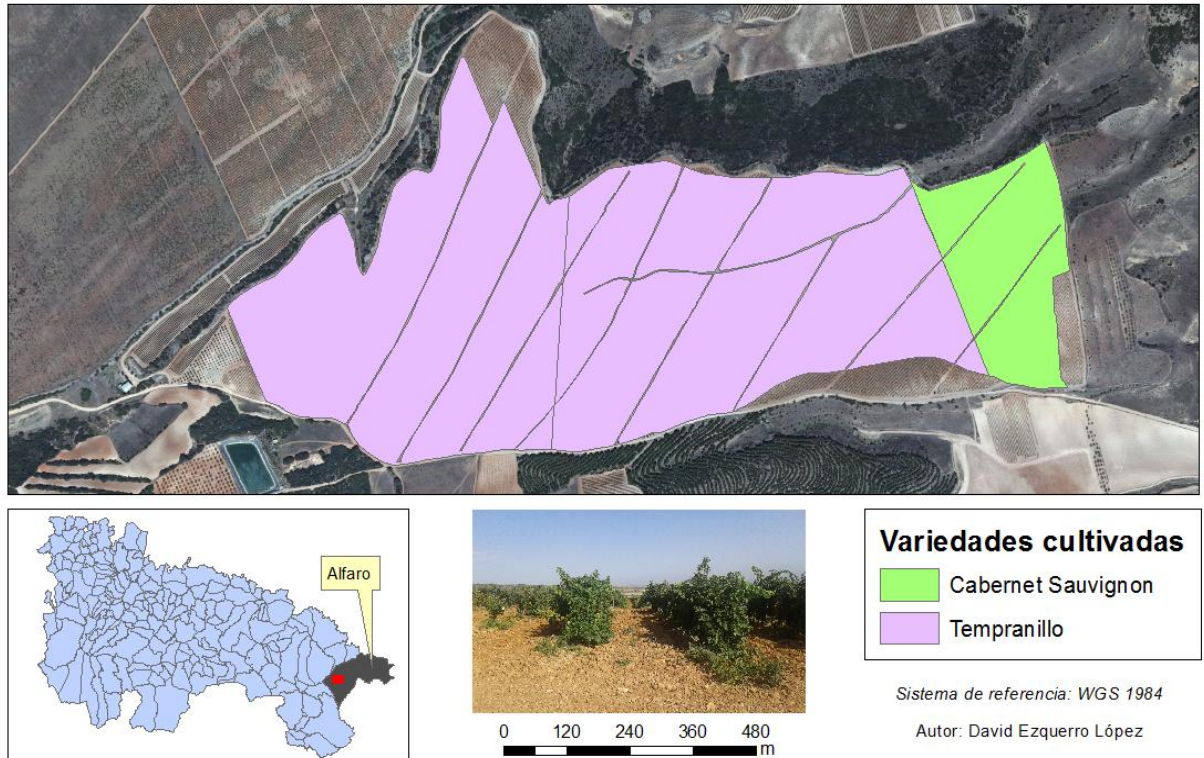 Alfaro
Variedades cultivadas
Cabernet Sauvignon
Tempranillo
Sistema de referencia: WGS 1984
Autor: David Ezquerro López
0 120 240 360 480
m